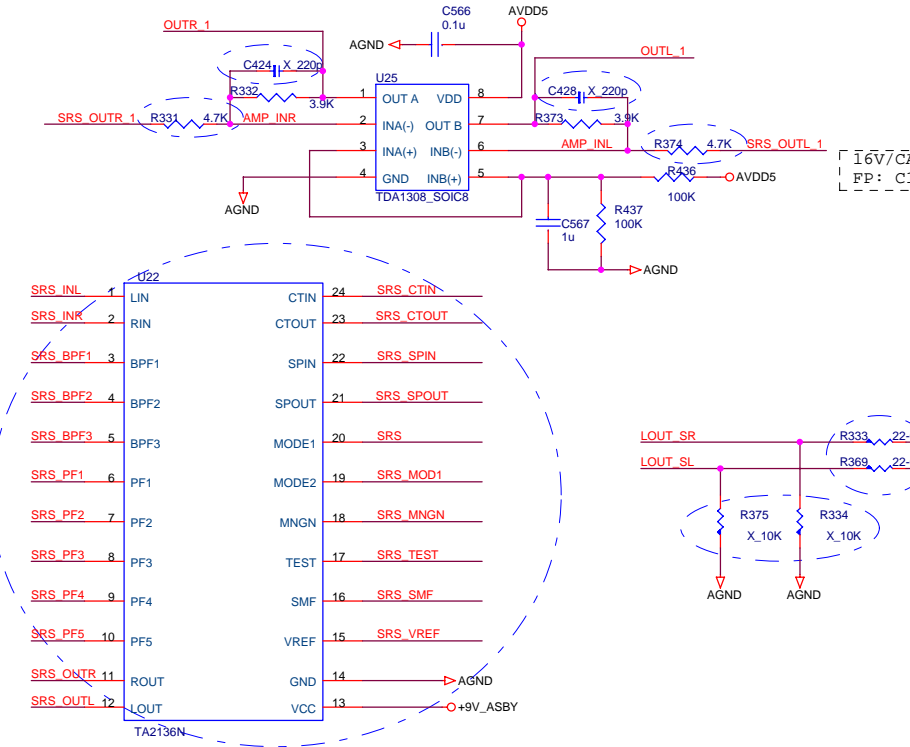 C566
0.1u
AVDD5
OUTR_1
AGND
OUTL_1
C424
X_220p
U25
C428
X_220p
R332
3.9K
1
OUT A
VDD
8
R373
3.9K
SRS_OUTR_1
R331
4.7K
AMP_INR
2
INA(-)
OUT B
7
3
INA(+)
INB(-)
6
AMP_INL
R374
4.7K
SRS_OUTL_1
4
GND
INB(+)
5
R436
100K
AVDD5
16V/CA
FP: C1
TDA1308_SOIC8
AGND
C567
1u
R437
100K
AGND
U22
SRS_INL
1
LIN
CTIN
24
SRS_CTIN
SRS_INR
2
RIN
CTOUT
23
SRS_CTOUT
SRS_BPF1
3
BPF1
SPIN
22
SRS_SPIN
SRS_BPF2
4
BPF2
SPOUT
21
SRS_SPOUT
SRS_BPF3
5
BPF3
MODE1
20
SRS
SRS_PF1
6
PF1
MODE2
19
SRS_MOD1
SRS_PF2
7
PF2
MNGN
18
SRS_MNGN
SRS_PF3
8
PF3
TEST
17
SRS_TEST
SRS_PF4
9
PF4
SMF
16
SRS_SMF
SRS_PF5
10
PF5
VREF
15
SRS_VREF
SRS_OUTR
11
ROUT
GND
14
AGND
SRS_OUTL
12
LOUT
VCC
13
+9V_ASBY
TA2136N
LOUT_SR
R333
22-
LOUT_SL
R369
22-
R375
X_10K
R334
X_10K
AGND
AGND